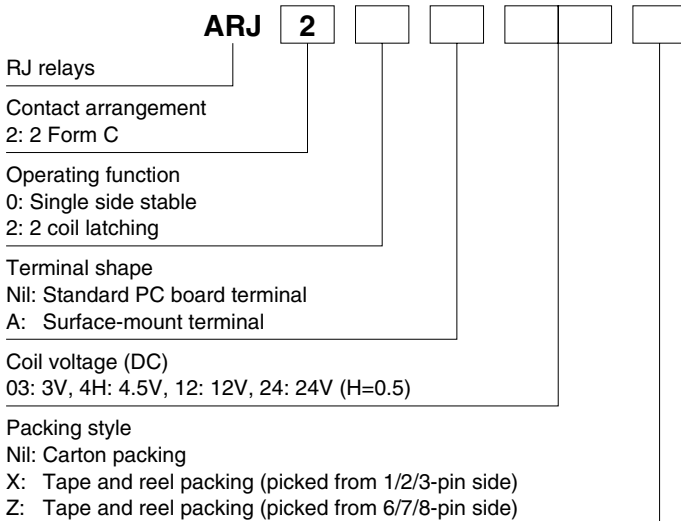 ARJ 2
RJ relays
Contact arrangement
2: 2 Form C
Operating function
0: Single side stable
2: 2 coil latching
Terminal shape
Nil: Standard PC board terminal
A: Surface-mount terminal
Coil voltage (DC)
03: 3V, 4H: 4.5V, 12: 12V, 24: 24V (H=0.5)
Packing style
Nil: Carton packing
X: Tape and reel packing (picked from 1/2/3-pin side)
Z: Tape and reel packing (picked from 6/7/8-pin side)